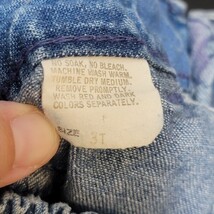 NO SOAK, NO BLEACH,
MACHINE WASH WARM,
TUMBLE DRY MEDIUM,
REMOVE PROMPTLY.
WASH RED AND DARK
COLORS SEPARATELY
SIZE 3T